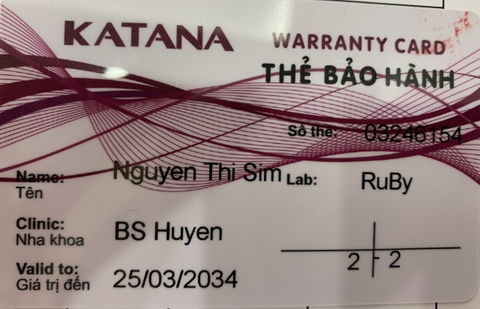 KATANA
WARRANTY CARD
THẺ BẢO HÀNH
Số thẻ: 03246154
Name: Nguyen Thi Sim Lab: RuBy
Tên
Clinic: BS Huyen
Nha khoa
Valid to: 25/03/2034
Giá trị đến
2 2